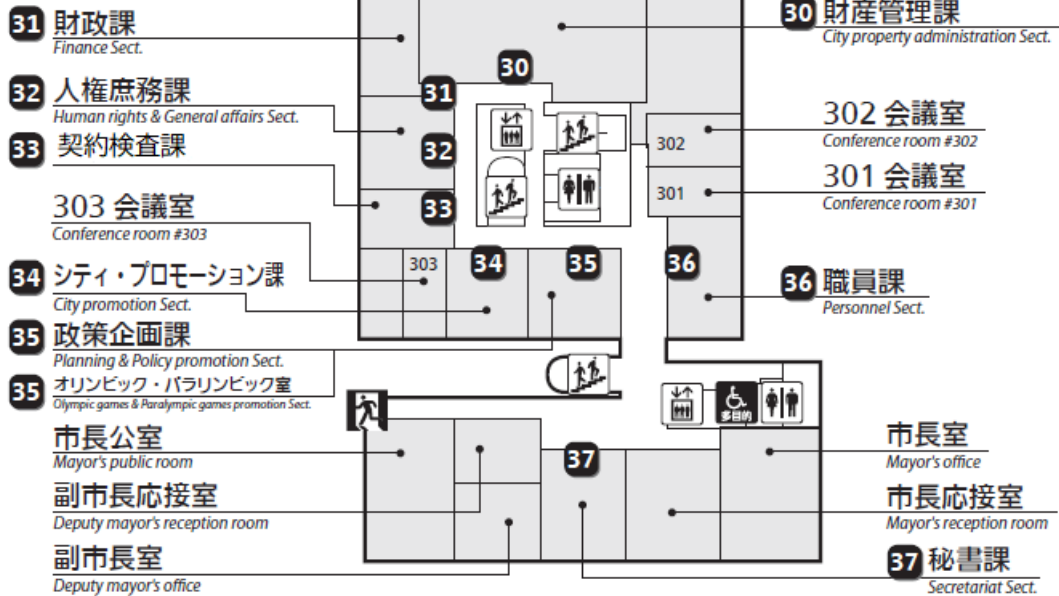 31 財政課
Finance Sect.
32 人権庶務課
Human rights & General affairs Sect.
33 契約検査課
303 会議室
Conference room #303
34 シティ・プロモーション課
City promotion Sect.
35 政策企画課
Planning & Policy promotion Sect.
35 オリンピック・パラリンピック室
Olympic games & Paralympic games promotion Sect.
市長公室
Mayor's public room
副市長応接室
Deputy mayor's reception room
副市長室
Deputy mayor's office
30
31
32
33
302
301
303
34
35
36
多目的
37
30 財産管理課
City property administration Sect.
302 会議室
Conference room #302
301 会議室
Conference room #301
36 職員課
Personnel Sect.
市長室
Mayor's office
市長応接室
Mayor's reception room
37 秘書課
Secretariat Sect.